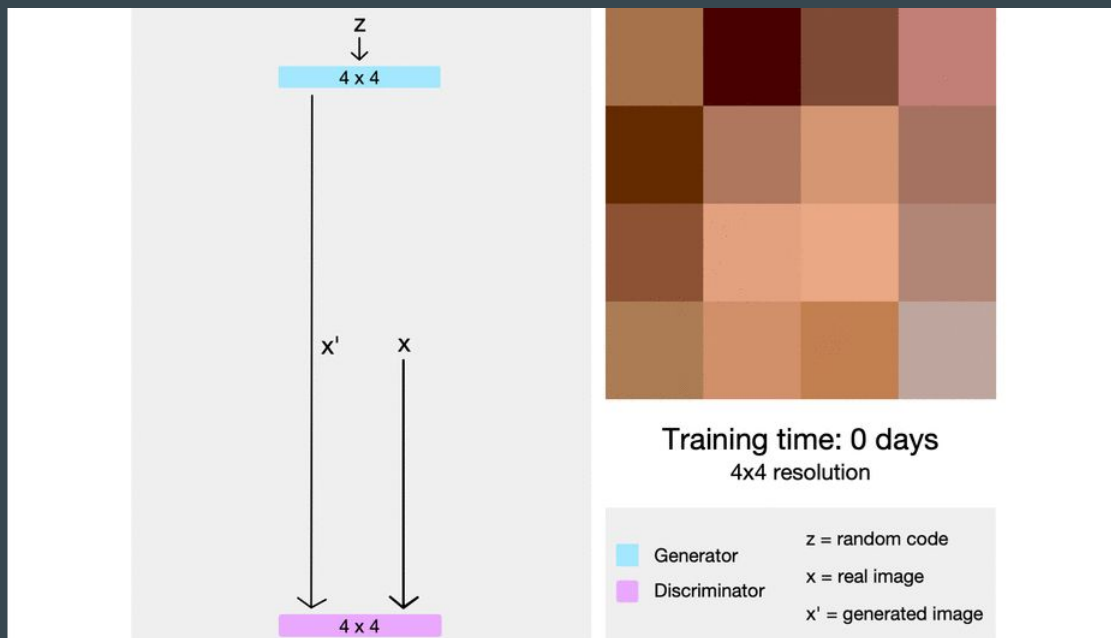 z
4 x 4
x'
x
4 x 4
Training time: 0 days
4x4 resolution
Generator
Discriminator
z = random code
x = real image
x' = generated image